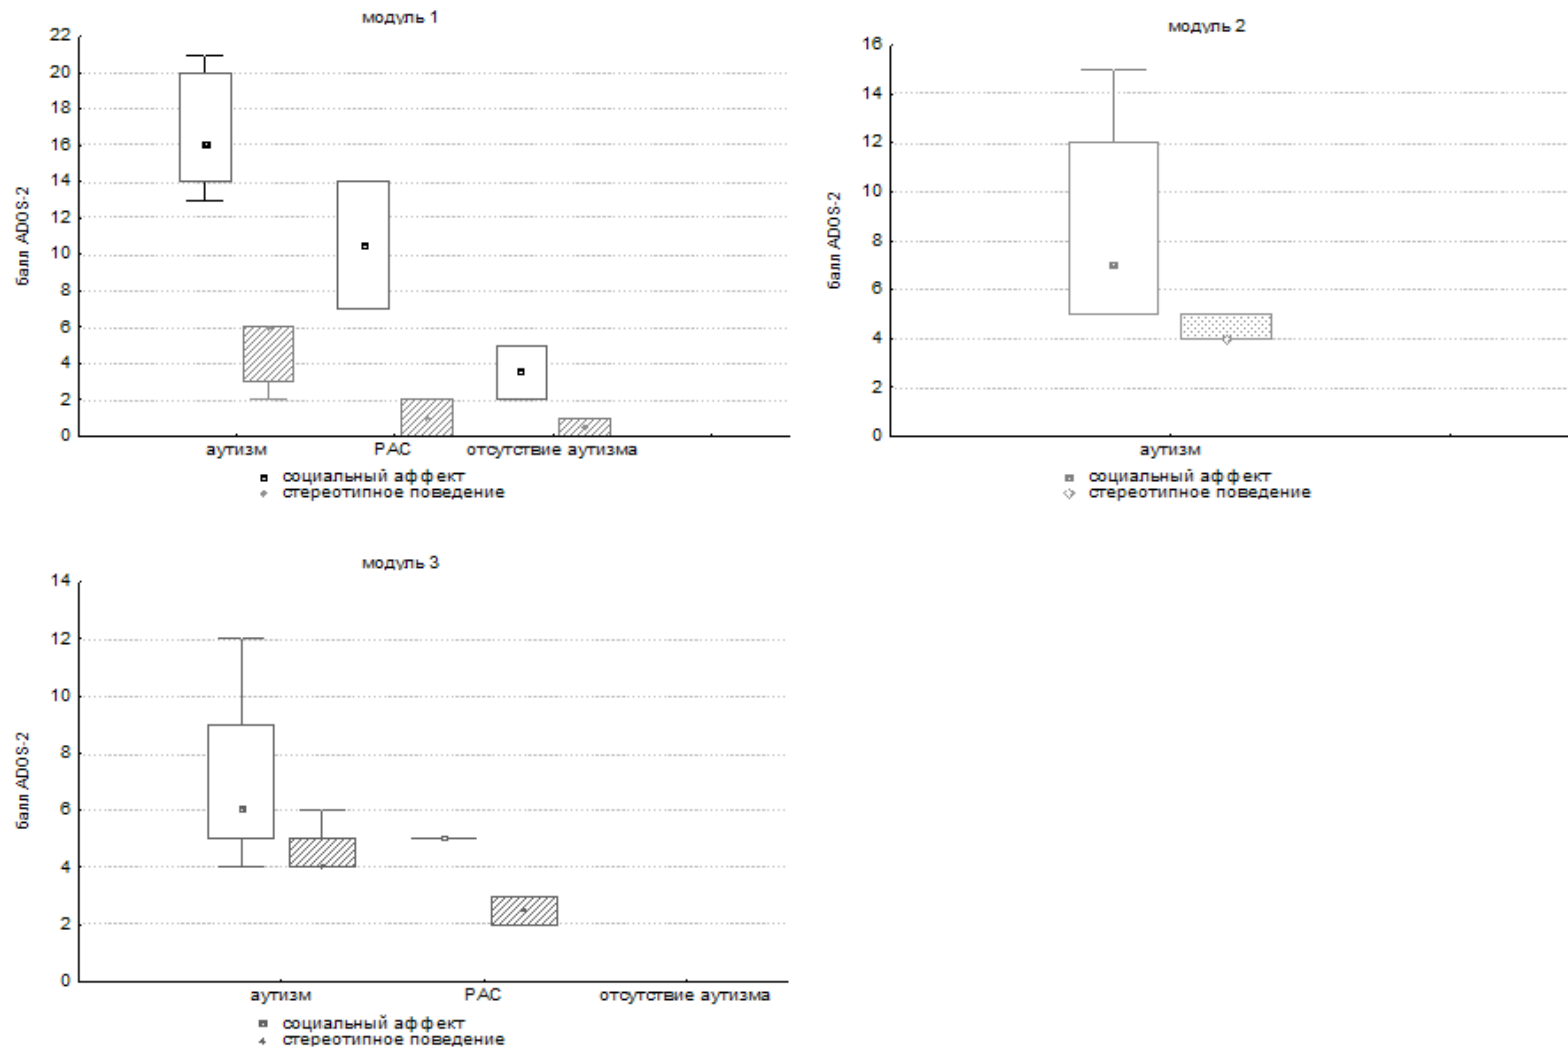 модуль 1
22
20
18
16
14
12
10
8
6
4
2
0
балл ADOS-2
аутизм РАС отсутствие аутизма
социальный аффект
стереотипное поведение
модуль 2
16
14
12
10
8
6
4
2
0
балл ADOS-2
аутизм
социальный аффект
стереотипное поведение
модуль 3
14
12
10
8
6
4
2
0
балл ADOS-2
аутизм РАС отсутствие аутизма
социальный аффект
стереотипное поведение